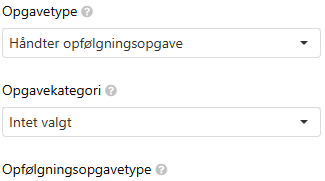 Opgavetype
Håndter opfølgningsopgave
Opgavekategori
Intet valgt
Opfølgningsopgavetype